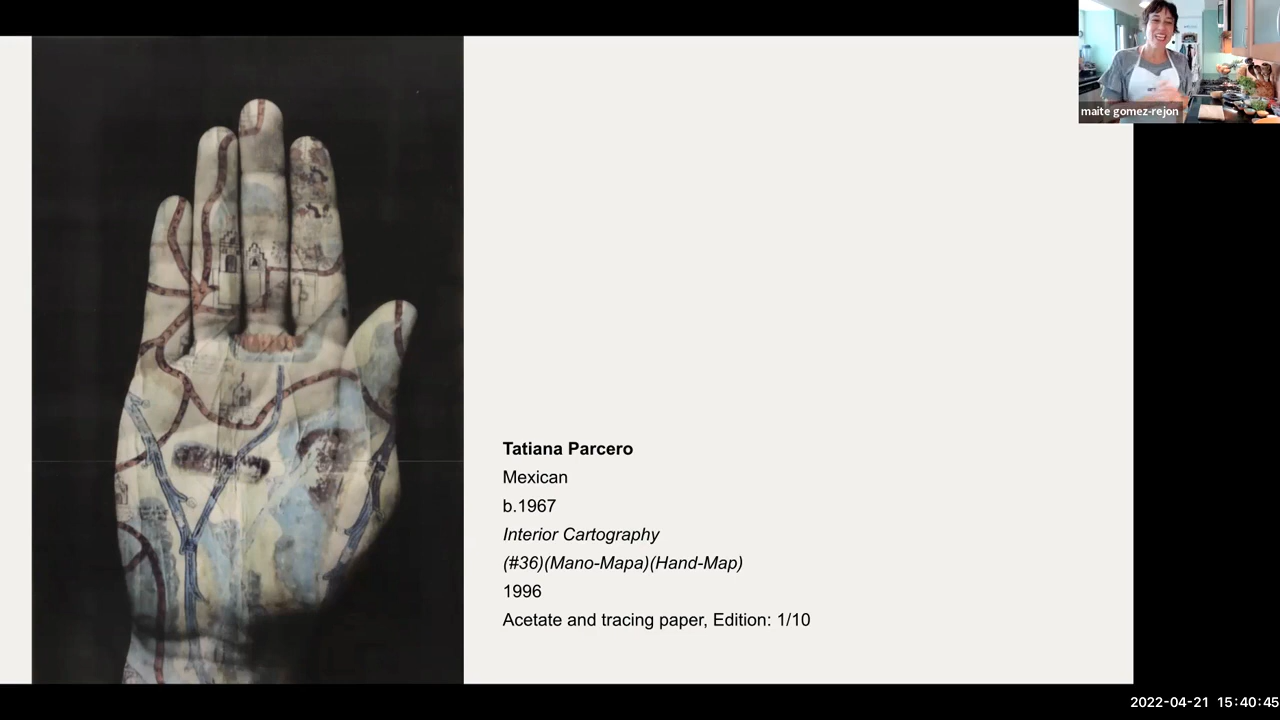 maite gomez-rejon
Tatiana Parcero
Mexican
b.1967
Interior Cartography
(#36)(Mano-Mapa)(Hand-Map)
1996
Acetate and tracing paper, Edition: 1/10
2022-04-21 15:40:45